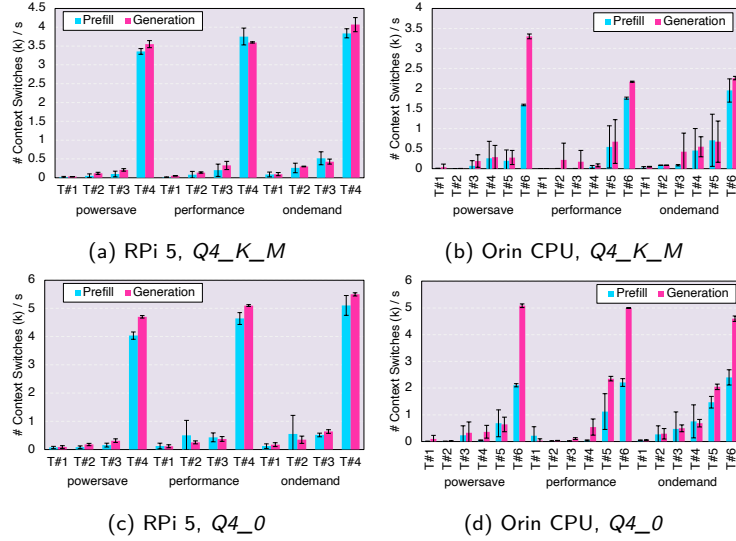 # Context Switches (k) / s
4.5
4
3.5
3
2.5
2
1.5
1
0.5
0
Prefill Generation
T#1 T#2 T#3 T#4 T#1 T#2 T#3 T#4 T#1 T#2 T#3 T#4
powersave performance ondemand
(a) RPi 5, Q4_K_M
# Context Switches (k) / s
4
3.5
3
2.5
2
1.5
1
0.5
0
Prefill Generation
T#1 T#2 T#3 T#4 T#5 T#6 T#1 T#2 T#3 T#4 T#5 T#6 T#1 T#2 T#3 T#4 T#5 T#6
powersave performance ondemand
(b) Orin CPU, Q4_K_M
# Context Switches (k) / s
6
5
4
3
2
1
0
Prefill Generation
T#1 T#2 T#3 T#4 T#1 T#2 T#3 T#4 T#1 T#2 T#3 T#4
powersave performance ondemand
(c) RPi 5, Q4_0
# Context Switches (k) / s
6
5
4
3
2
1
0
Prefill Generation
T#1 T#2 T#3 T#4 T#5 T#6 T#1 T#2 T#3 T#4 T#5 T#6 T#1 T#2 T#3 T#4 T#5 T#6
powersave performance ondemand
(d) Orin CPU, Q4_0